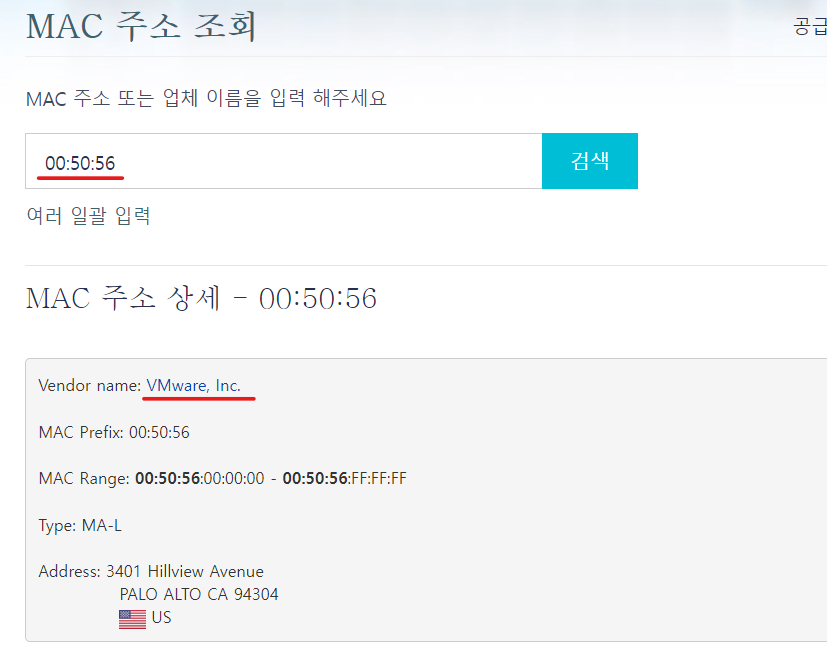 MAC 주소 조회
공급
MAC 주소 또는 업체 이름을 입력 해주세요
00:50:56
검색
여러 일괄 입력
MAC 주소 상세 - 00:50:56
Vendor name: VMware, Inc.
MAC Prefix: 00:50:56
MAC Range: 00:50:56:00:00:00 - 00:50:56:FF:FF:FF
Type: MA-L
Address: 3401 Hillview Avenue
PALO ALTO CA 94304
US